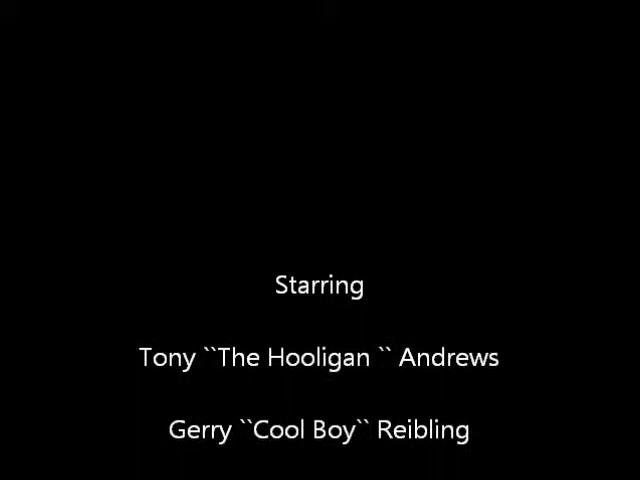 Starring
Tony ``The Hooligan `` Andrews
Gerry ``Cool Boy`` Reibling